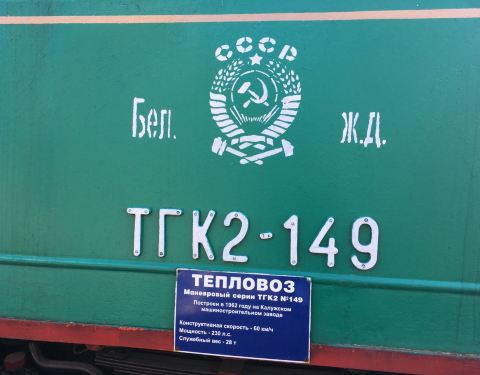 СССР
Бел. Ж.Д.
ТГК2-149
ТЕПЛОВОЗ
Маневровый серии ТГК2 №149
Построен в 1962 году на Калужском
машиностроительном заводе
Конструктивная скорость - 60 км/ч
Мощность - 230 л.с.
Служебный вес - 28 т